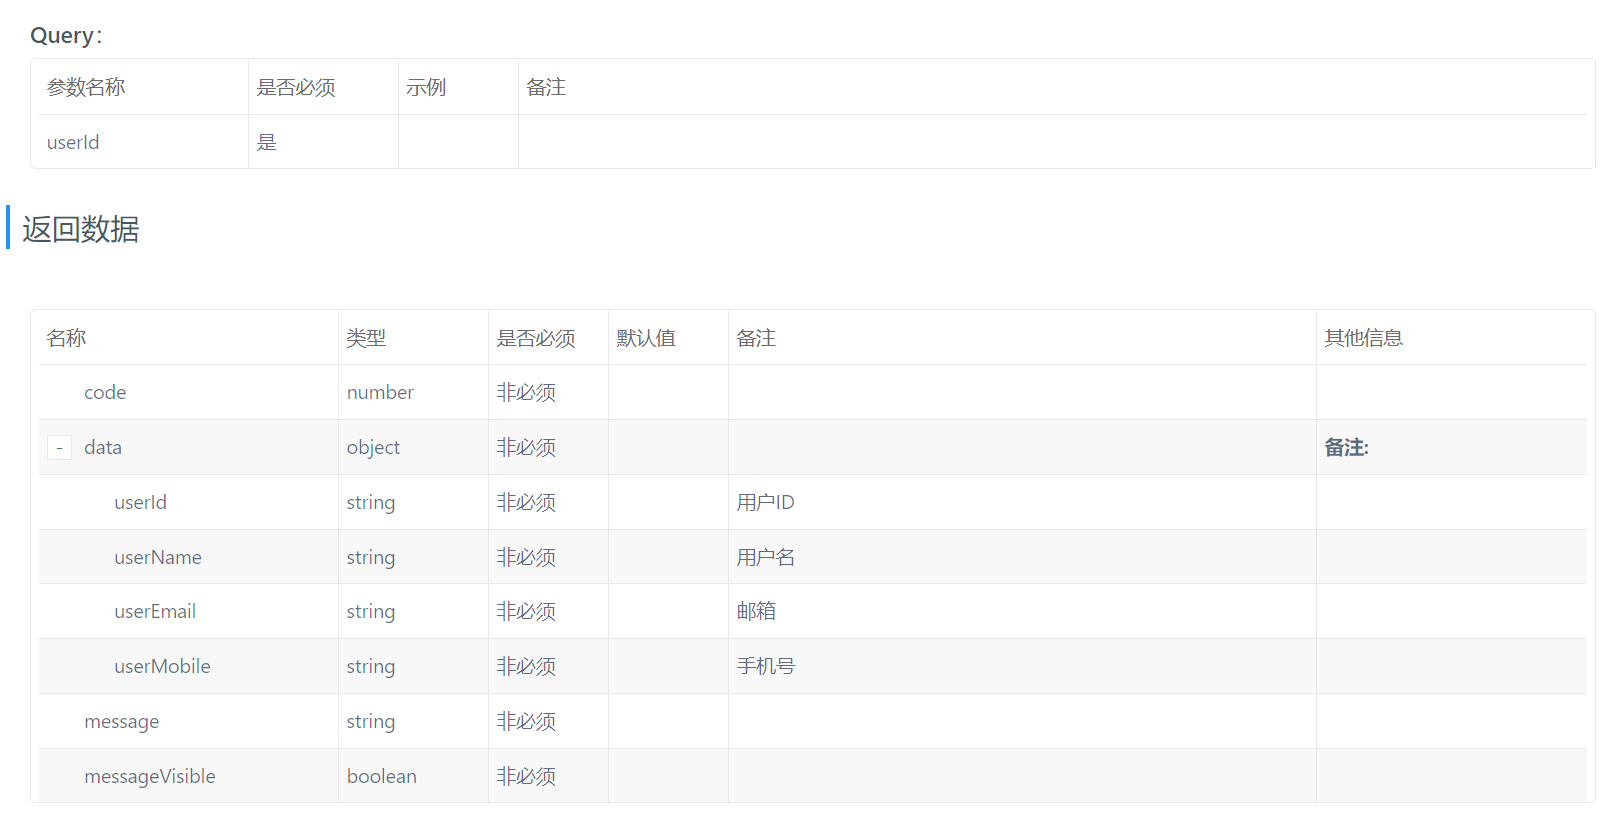 Query：
参数名称 是否必须 示例 备注
userId 是
返回数据
名称 类型 是否必须 默认值 备注 其他信息
code number 非必须
- data object 非必须 备注:
userId string 非必须 用户ID
userName string 非必须 用户名
userEmail string 非必须 邮箱
userMobile string 非必须 手机号
message string 非必须
messageVisible boolean 非必须